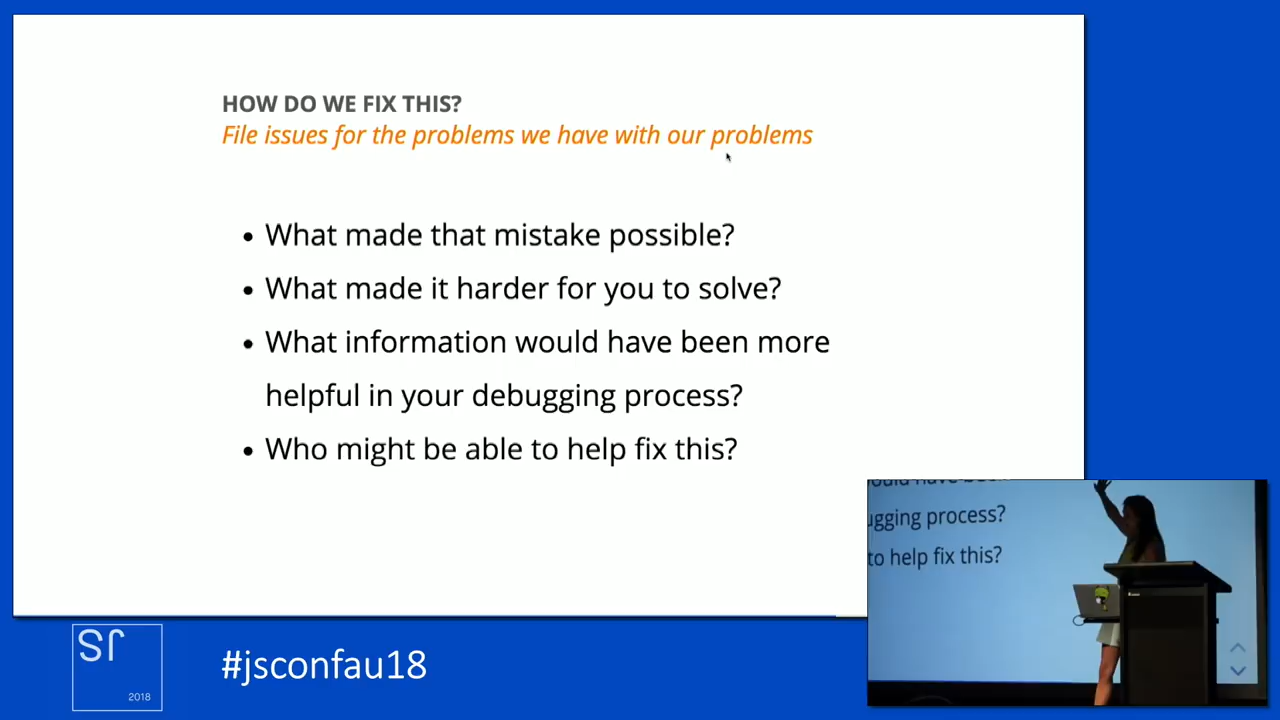 HOW DO WE FIX THIS?
File issues for the problems we have with our problems
• What made that mistake possible?
• What made it harder for you to solve?
• What information would have been more
helpful in your debugging process?
• Who might be able to help fix this?
ugging process?
to help fix this?
JS
2018
#jsconfau18